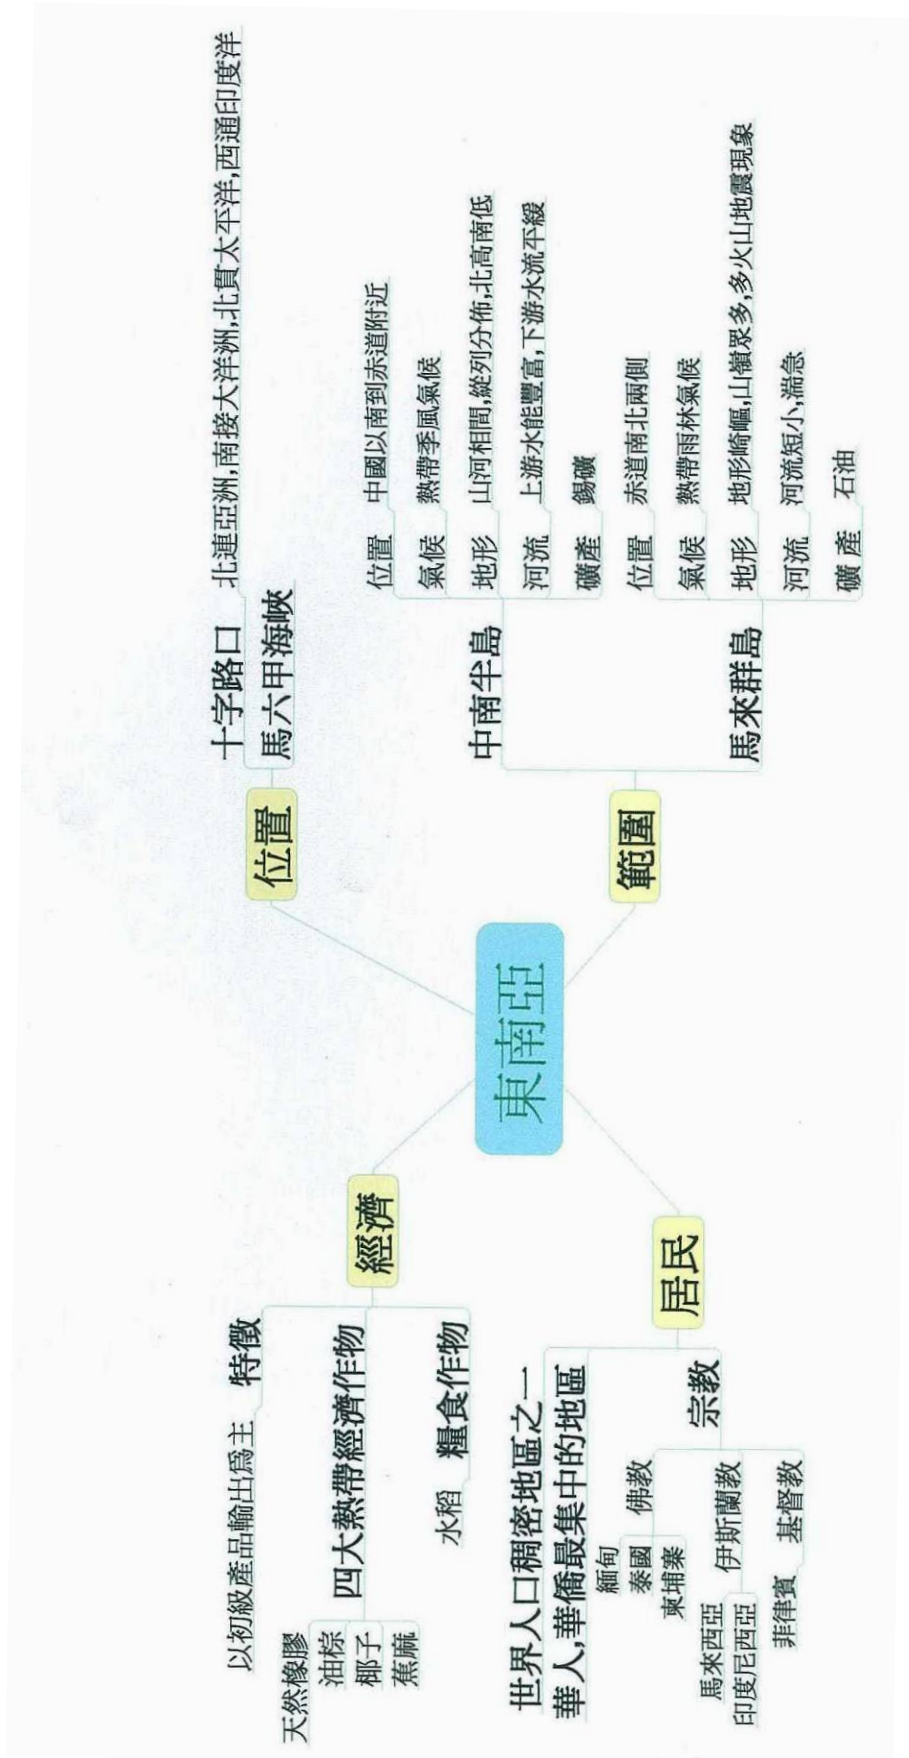 東南亞
位置
十字路口
北連亞洲,南接大洋洲,北貫太平洋,西通印度洋
馬六甲海峽
範圍
中南半島
位置 中國以南到赤道附近
氣候 熱帶季風氣候
地形 山河相間,縱列分佈,北高南低
河流 上游水能豐富,下游水流平緩
礦產 錫礦
馬來群島
位置 赤道南北兩側
氣候 熱帶雨林氣候
地形 地形崎嶇,山嶺眾多,多火山地震現象
河流 河流短小,湍急
礦產 石油
經濟
特徵
以初級產品輸出爲主
四大熱帶經濟作物
天然橡膠
油棕
椰子
蕉麻
糧食作物
水稻
居民
世界人口稠密地區之一
華人,華僑最集中的地區
宗教
佛教
緬甸
泰國
柬埔寨
伊斯蘭教
馬來西亞
印度尼西亞
基督教
菲律賓